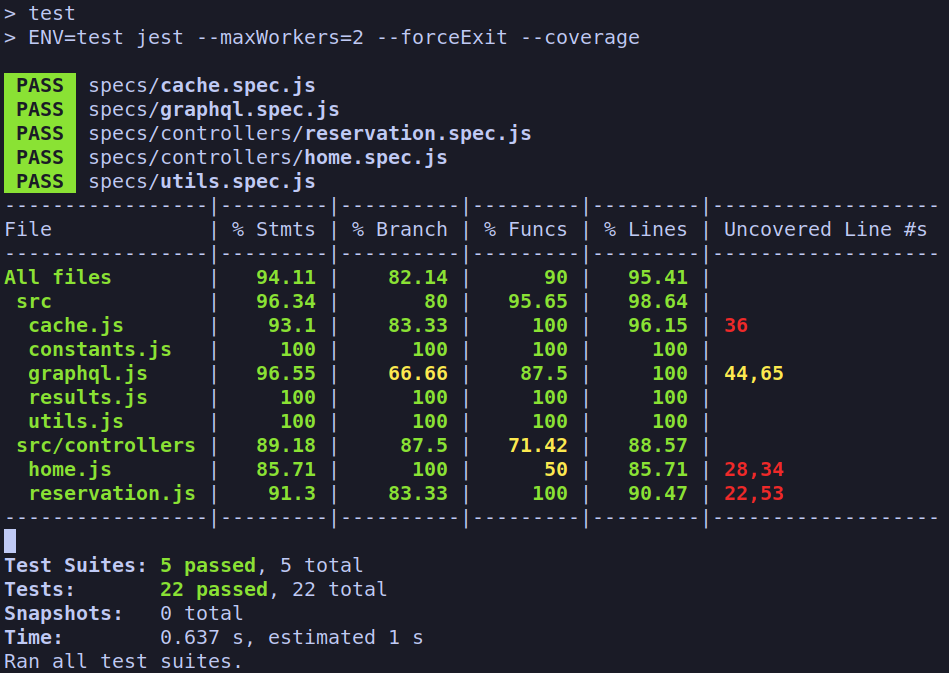 > test
> ENV=test jest --maxWorkers=2 --forceExit --coverage

PASS  specs/cache.spec.js
PASS  specs/graphql.spec.js
PASS  specs/controllers/reservation.spec.js
PASS  specs/controllers/home.spec.js
PASS  specs/utils.spec.js
-----------------|---------|----------|---------|---------|-------------------
File             | % Stmts | % Branch | % Funcs | % Lines | Uncovered Line #s
-----------------|---------|----------|---------|---------|-------------------
All files        |   94.11 |    82.14 |      90 |   95.41 |
 src             |   96.34 |       80 |   95.65 |   98.64 |
  cache.js       |    93.1 |    83.33 |     100 |   96.15 | 36
  constants.js   |     100 |      100 |     100 |     100 |
  graphql.js     |   96.55 |    66.66 |    87.5 |     100 | 44,65
  results.js     |     100 |      100 |     100 |     100 |
  utils.js       |     100 |      100 |     100 |     100 |
 src/controllers |   89.18 |     87.5 |   71.42 |   88.57 |
  home.js        |   85.71 |      100 |      50 |   85.71 | 28,34
  reservation.js |    91.3 |    83.33 |     100 |   90.47 | 22,53
-----------------|---------|----------|---------|---------|-------------------

Test Suites: 5 passed, 5 total
Tests:       22 passed, 22 total
Snapshots:   0 total
Time:        0.637 s, estimated 1 s
Ran all test suites.